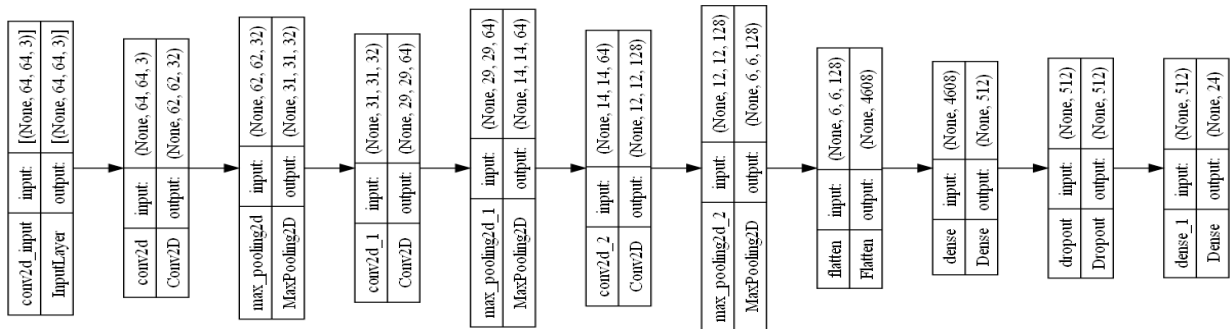 conv2d_input input: [(None, 64, 64, 3)]
InputLayer output: [(None, 64, 64, 3)]
conv2d input: (None, 64, 64, 3)
Conv2D output: (None, 62, 62, 32)
max_pooling2d input: (None, 62, 62, 32)
MaxPooling2D output: (None, 31, 31, 32)
conv2d_1 input: (None, 31, 31, 32)
Conv2D output: (None, 29, 29, 64)
max_pooling2d_1 input: (None, 29, 29, 64)
MaxPooling2D output: (None, 14, 14, 64)
conv2d_2 input: (None, 14, 14, 64)
Conv2D output: (None, 12, 12, 128)
max_pooling2d_2 input: (None, 12, 12, 128)
MaxPooling2D output: (None, 6, 6, 128)
flatten input: (None, 6, 6, 128)
Flatten output: (None, 4608)
dense input: (None, 4608)
Dense output: (None, 512)
dropout input: (None, 512)
Dropout output: (None, 512)
dense_1 input: (None, 512)
Dense output: (None, 24)